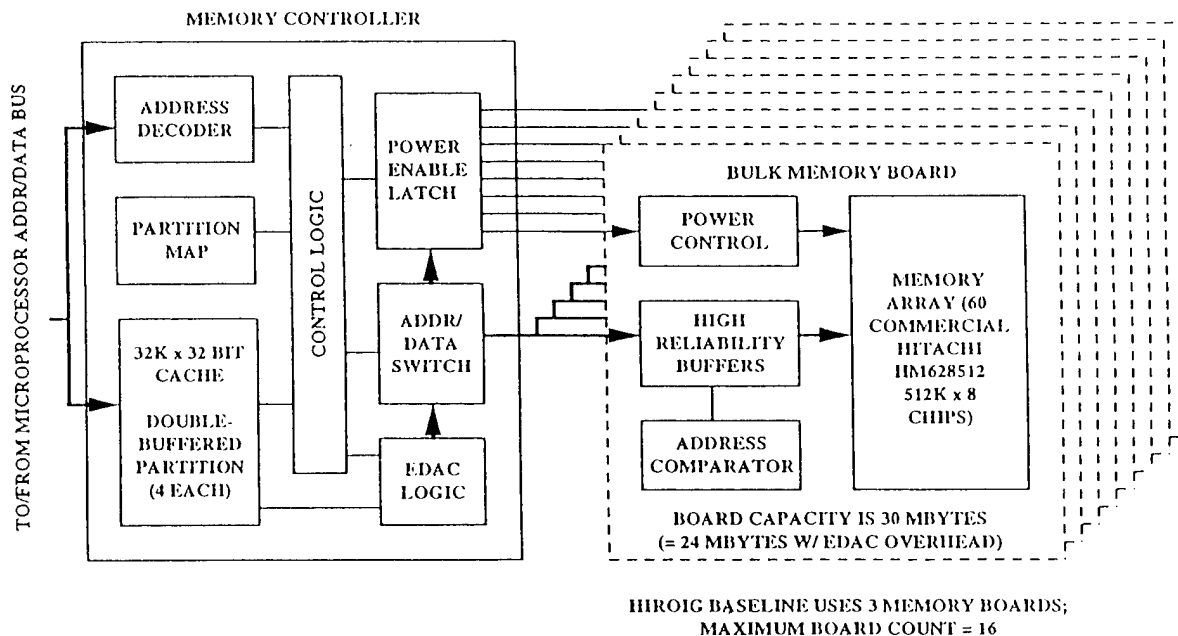 MEMORY CONTROLLER
TO/FROM MICROPROCESSOR ADDR/DATA BUS
ADDRESS
DECODER
PARTITION
MAP
32K x 32 BIT
CACHE
DOUBLE-
BUFFERED
PARTITION
(4 EACH)
CONTROL LOGIC
POWER
ENABLE
LATCH
ADDR/
DATA
SWITCH
EDAC
LOGIC
BULK MEMORY BOARD
POWER
CONTROL
HIGH
RELIABILITY
BUFFERS
ADDRESS
COMPARATOR
MEMORY
ARRAY (60
COMMERCIAL
HITACHI
HM628512
512K x 8
CHIPS)
BOARD CAPACITY IS 30 MBYTES
(= 24 MBYTES W/ EDAC OVERHEAD)
HIROIG BASELINE USES 3 MEMORY BOARDS;
MAXIMUM BOARD COUNT = 16